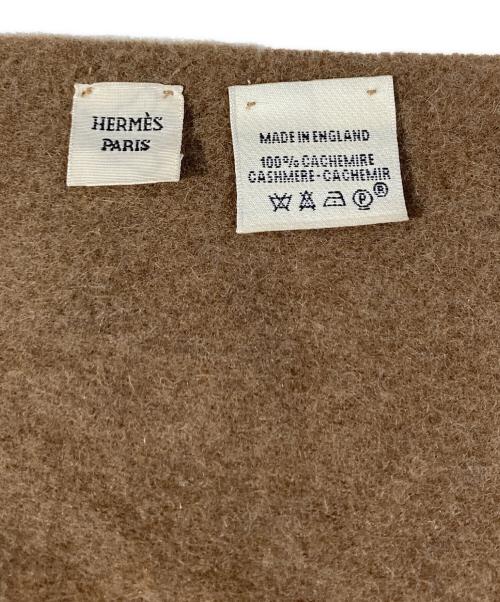 HERMÈS
PARIS
MADE IN ENGLAND
100% CACHEMIRE
CASHMERE-CACHEMIR
P®